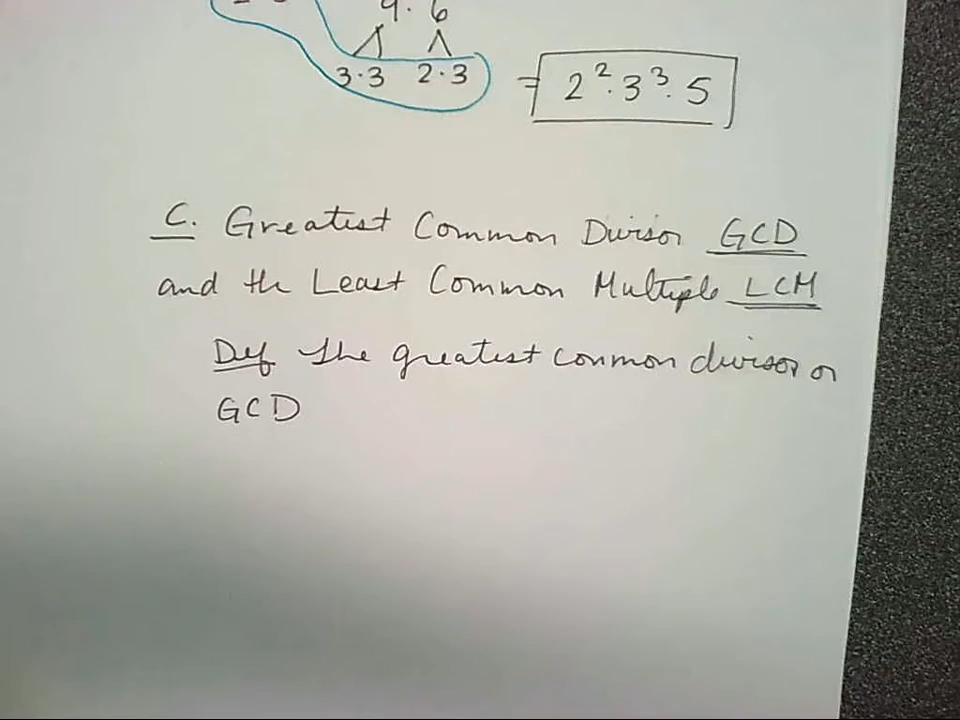 9 · 6
3·3 2·3 = 2²·3³·5
C. Greatest Common Divisor GCD
and the Least Common Multiple LCM
Def The greatest common divisor or
GCD